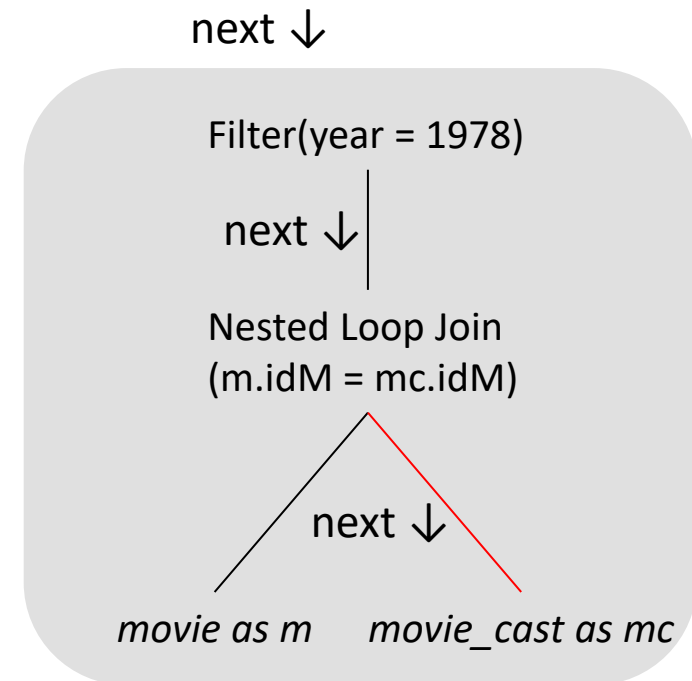 next ↓
Filter(year = 1978)
next ↓
Nested Loop Join
(m.idM = mc.idM)
next ↓
movie as m movie_cast as mc